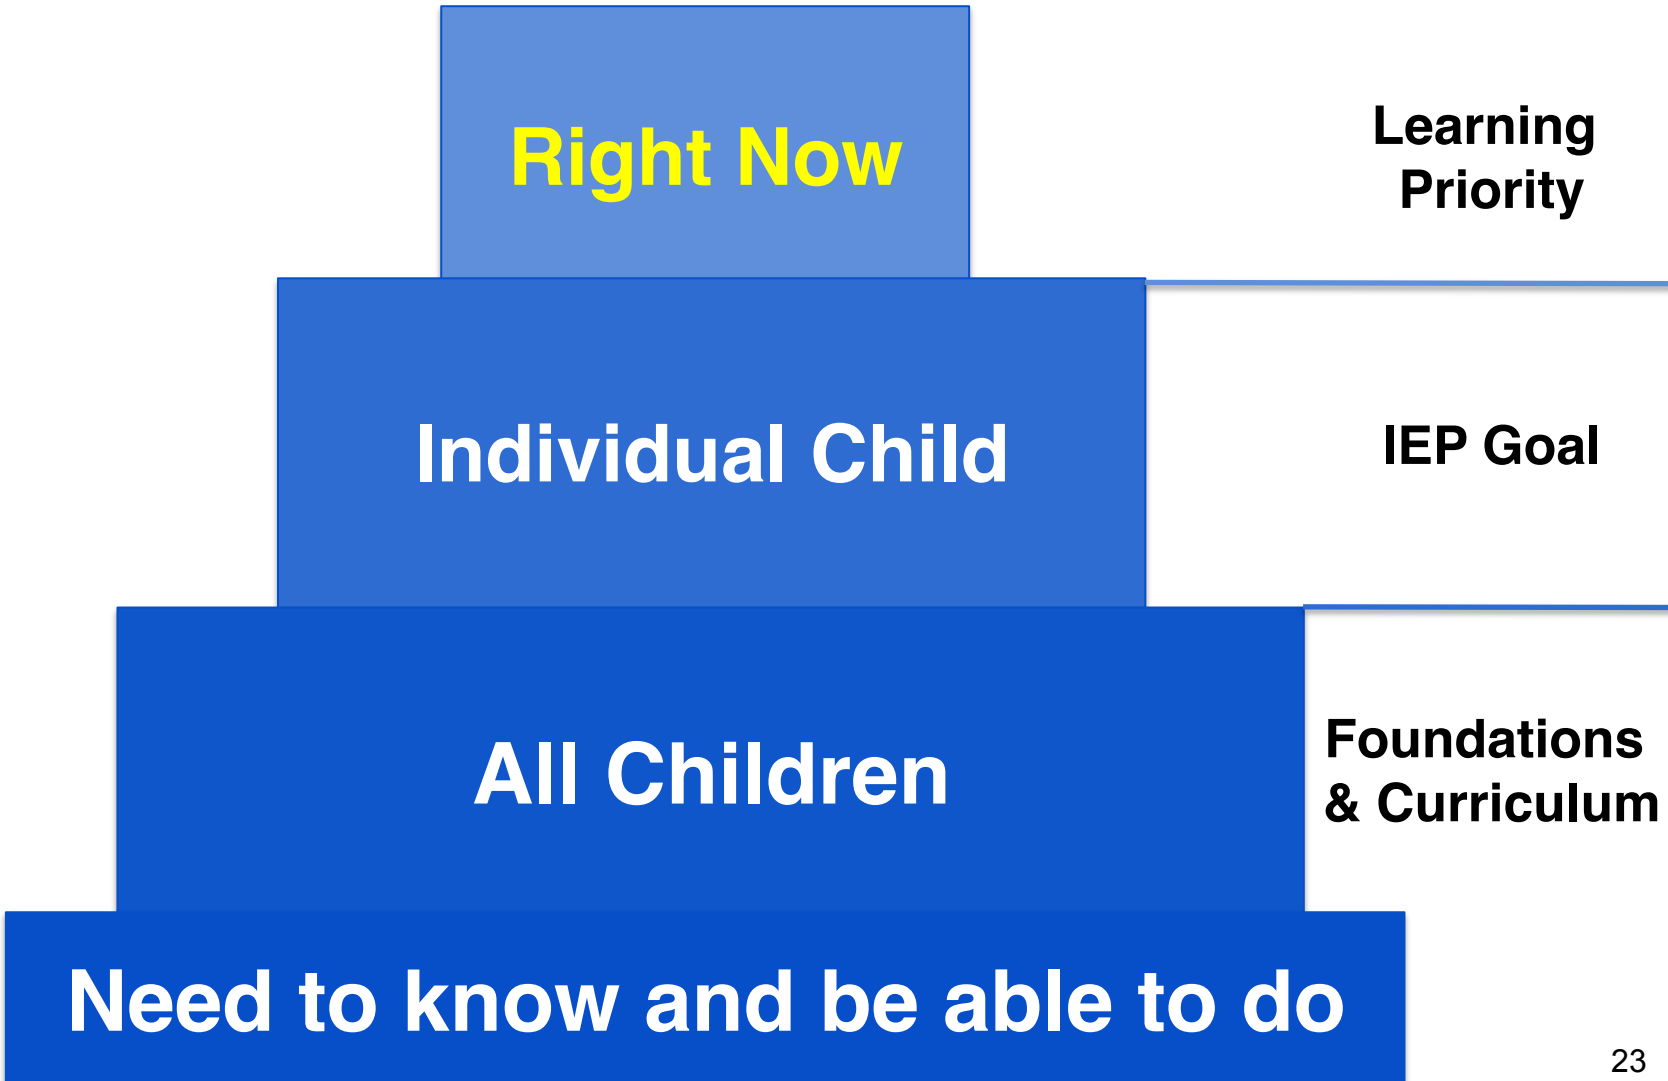 Right Now
Learning
Priority
Individual Child
IEP Goal
All Children
Foundations
& Curriculum
Need to know and be able to do
23